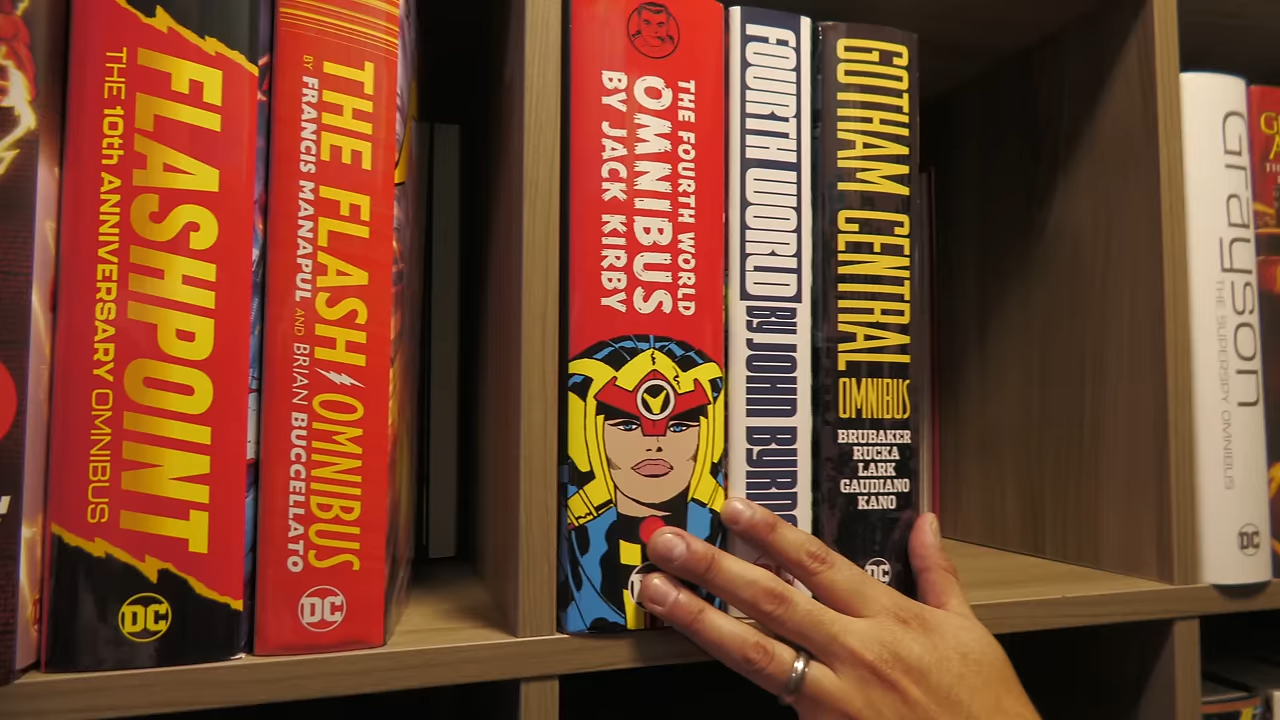 FLASHPOINT
THE 10th ANNIVERSARY OMNIBUS
DC
THE FLASH OMNIBUS
BY FRANCIS MANAPUL AND BRIAN BUCCELLATO
DC
THE FOURTH WORLD
OMNIBUS
BY JACK KIRBY
FOURTH WORLD BY JOHN BYRNE
GOTHAM CENTRAL
OMNIBUS
BRUBAKER
RUCKA
LARK
GAUDIANO
KANO
DC
Grayson
THE SUPERSPY OMNIBUS
DC